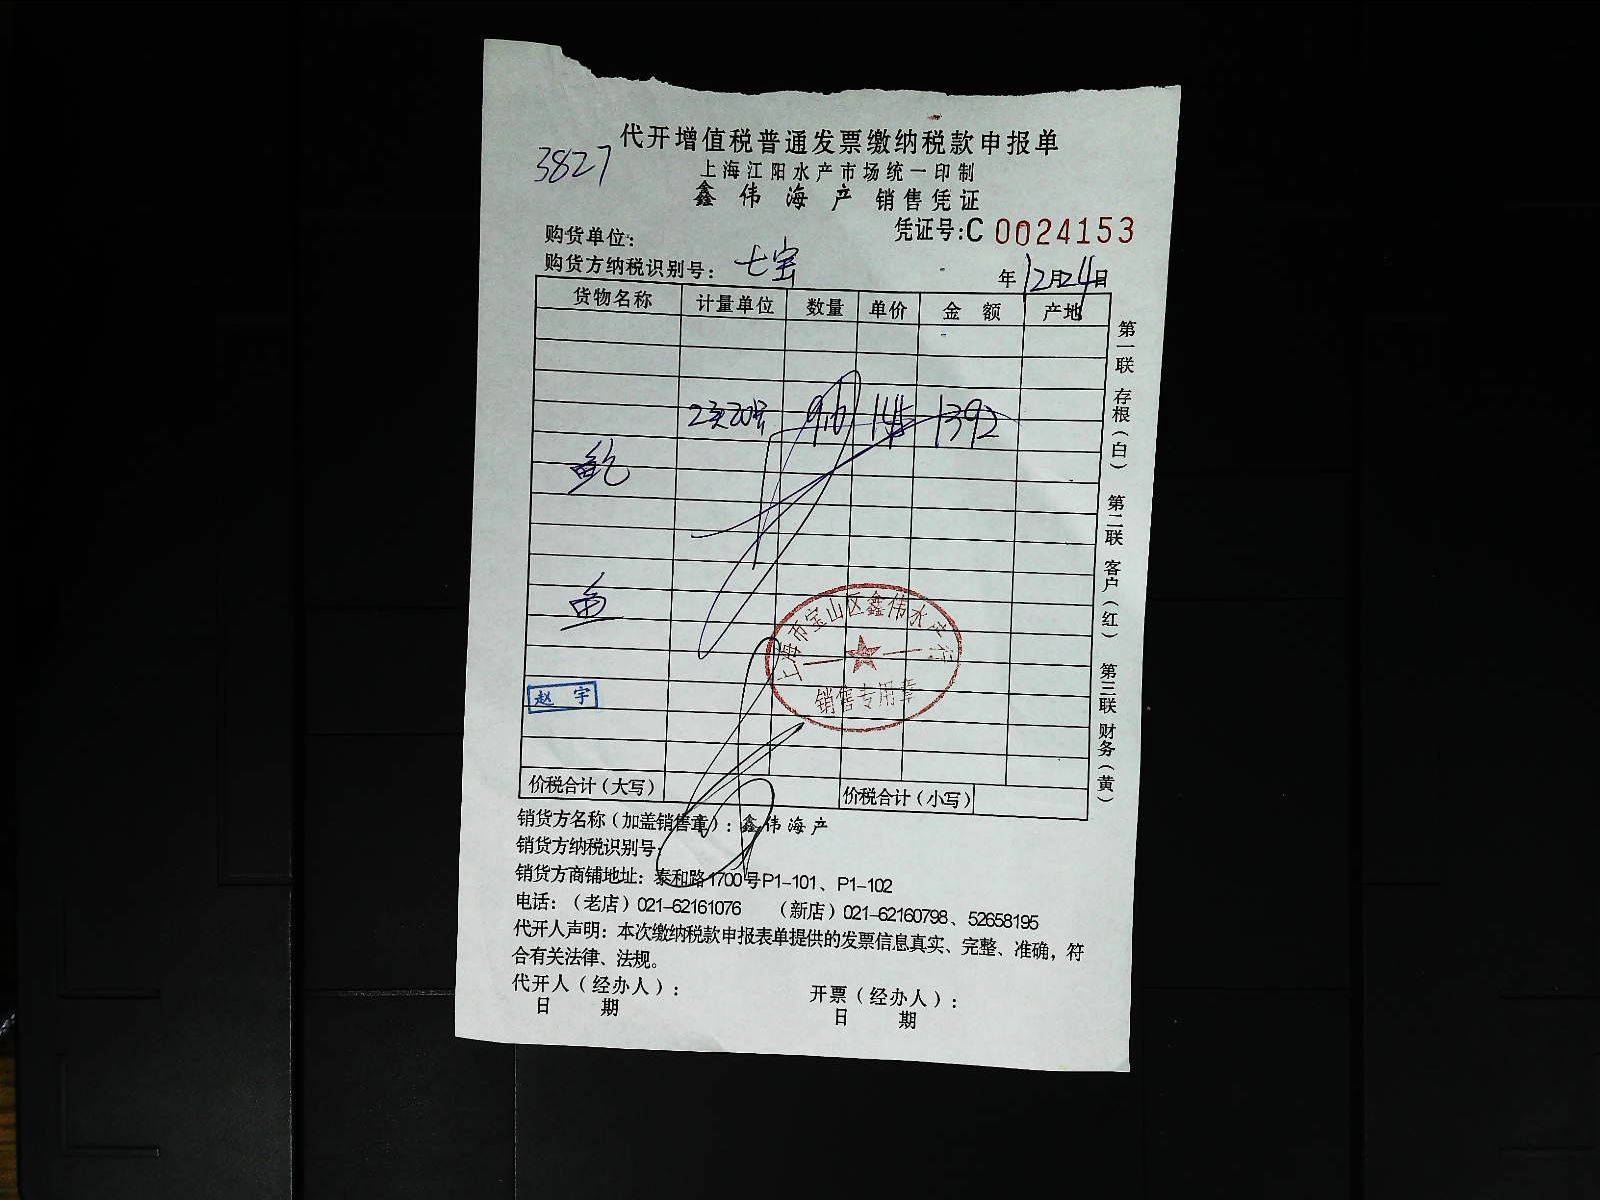 代开增值税普通发票缴纳税款申报单
3827
上海江阳水产市场统一印制
鑫伟海产 销售凭证
凭证号:C 0024153
购货单位:
购货方纳税识别号: 七宝
年12月24日
货物名称 计量单位 数量 单价 金额 产地
9.6 145 1392
鲍
鱼
上海市宝山区鑫伟水产行
销售专用章
赵宇
价税合计(大写) 价税合计(小写)
销货方名称(加盖销售章):鑫伟海产
销货方纳税识别号:
销货方商铺地址:泰和路1700号P1-101、P1-102
电话:(老店)021-62161076 (新店)021-62160798、52658195
代开人声明:本次缴纳税款申报表单提供的发票信息真实、完整、准确,符
合有关法律、法规。
代开人(经办人): 开票(经办人):
日 期 日 期
第一联 存根(白) 第二联 客户(红) 第三联 财务(黄)